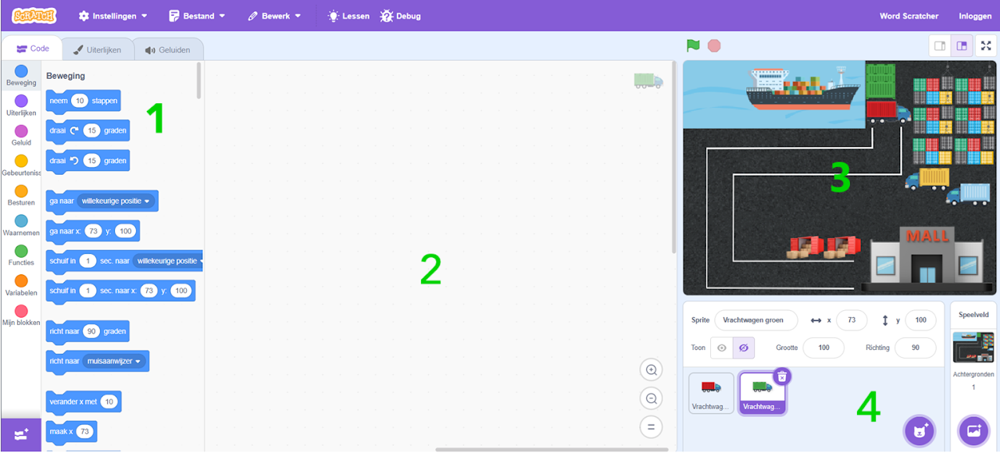 SCRATCH Instellingen Bestand Bewerk Lessen Debug Word Scratcher Inloggen
Code Uiterlijken Geluiden
Beweging
Uiterlijken
Geluid
Gebeurteniss
Besturen
Waarnemen
Functies
Variabelen
Mijn blokken
Beweging
neem 10 stappen
draai 15 graden
draai 15 graden
ga naar willekeurige positie
ga naar x: 73 y: 100
schuif in 1 sec. naar willekeurige positie
schuif in 1 sec. naar x: 73 y: 100
richt naar 90 graden
richt naar muisaanwijzer
verander x met 10
maak x 73
1
2
3
MALL
Sprite Vrachtwagen groen x 73 y 100
Toon Grootte 100 Richting 90
Vrachtwag...
Vrachtwag...
4
Speelveld
Achtergronden
1